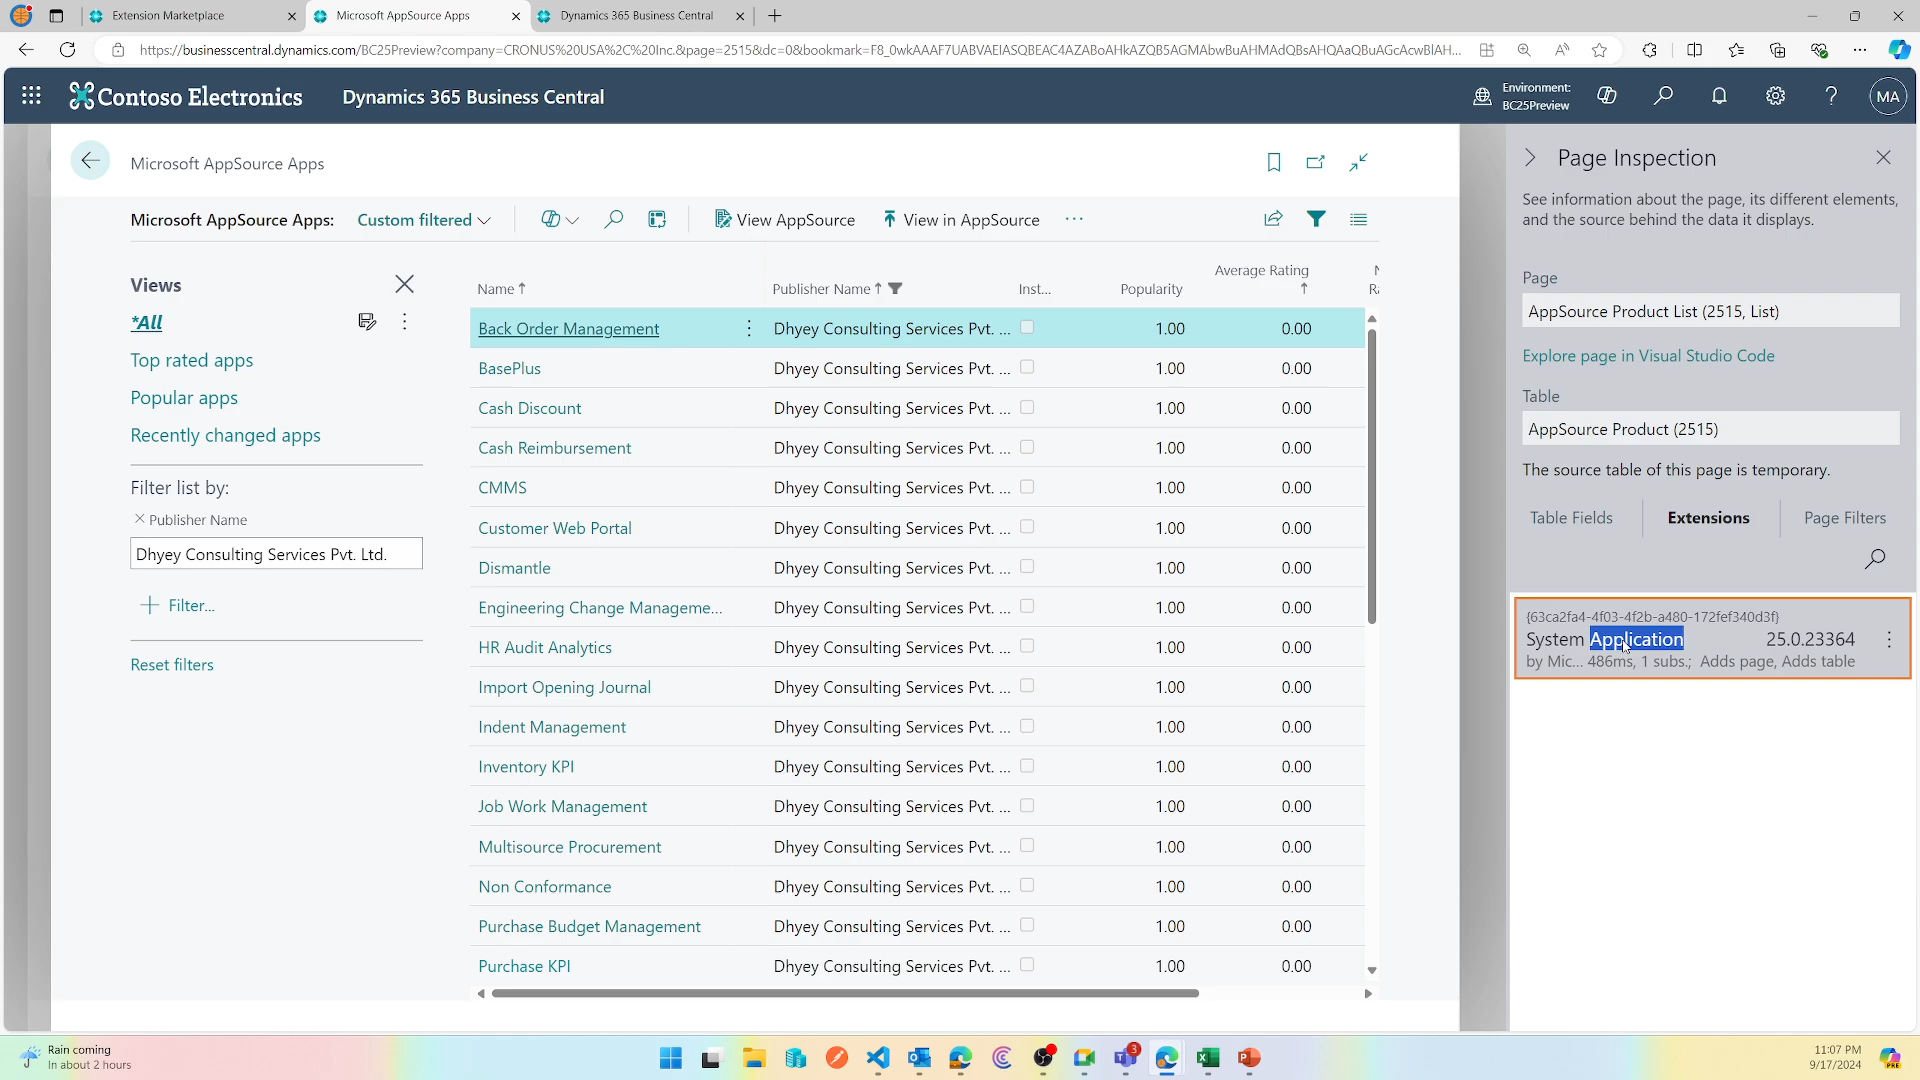 Extension Marketplace
Microsoft AppSource Apps
Dynamics 365 Business Central
https://businesscentral.dynamics.com/BC25Preview?company=CRONUS%20USA%2C%20Inc.&page=2515&dc=0&bookmark=
Contoso Electronics
Dynamics 365 Business Central
Environment:
BC25Preview
MA
Microsoft AppSource Apps
Microsoft AppSource Apps: Custom filtered
View AppSource
View in AppSource
Views
*All
Top rated apps
Popular apps
Recently changed apps
Filter list by:
× Publisher Name
Dhyey Consulting Services Pvt. Ltd.
+ Filter...
Reset filters
Name ↑ Publisher Name ↑ Inst... Popularity Average Rating ↑
Back Order Management Dhyey Consulting Services Pvt. ... 1.00 0.00
BasePlus Dhyey Consulting Services Pvt. ... 1.00 0.00
Cash Discount Dhyey Consulting Services Pvt. ... 1.00 0.00
Cash Reimbursement Dhyey Consulting Services Pvt. ... 1.00 0.00
CMMS Dhyey Consulting Services Pvt. ... 1.00 0.00
Customer Web Portal Dhyey Consulting Services Pvt. ... 1.00 0.00
Dismantle Dhyey Consulting Services Pvt. ... 1.00 0.00
Engineering Change Manageme... Dhyey Consulting Services Pvt. ... 1.00 0.00
HR Audit Analytics Dhyey Consulting Services Pvt. ... 1.00 0.00
Import Opening Journal Dhyey Consulting Services Pvt. ... 1.00 0.00
Indent Management Dhyey Consulting Services Pvt. ... 1.00 0.00
Inventory KPI Dhyey Consulting Services Pvt. ... 1.00 0.00
Job Work Management Dhyey Consulting Services Pvt. ... 1.00 0.00
Multisource Procurement Dhyey Consulting Services Pvt. ... 1.00 0.00
Non Conformance Dhyey Consulting Services Pvt. ... 1.00 0.00
Purchase Budget Management Dhyey Consulting Services Pvt. ... 1.00 0.00
Purchase KPI Dhyey Consulting Services Pvt. ... 1.00 0.00
Page Inspection
See information about the page, its different elements,
and the source behind the data it displays.
Page
AppSource Product List (2515, List)
Explore page in Visual Studio Code
Table
AppSource Product (2515)
The source table of this page is temporary.
Table Fields
Extensions
Page Filters
{63ca2fa4-4f03-4f2b-a480-172fef340d3f}
System Application 25.0.23364
by Mic... 486ms, 1 subs.; Adds page, Adds table
Rain coming
In about 2 hours
3
11:07 PM
9/17/2024
PRE